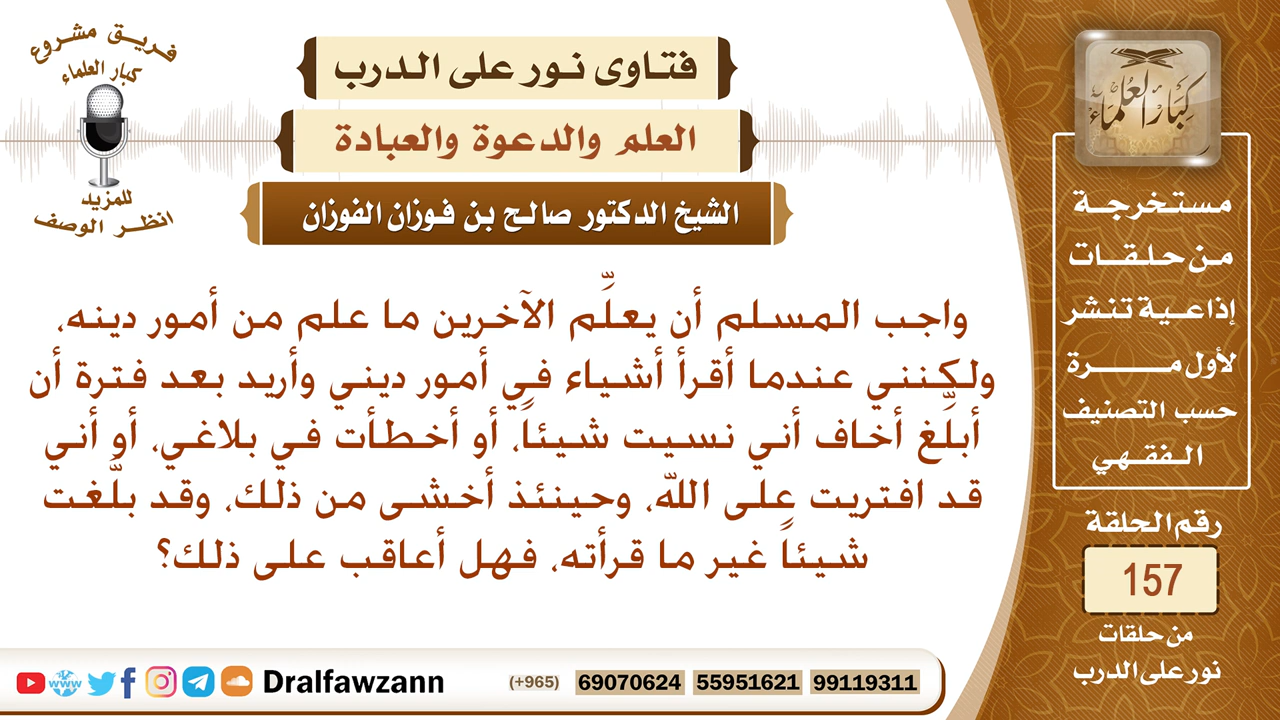 فريق مشروع
كبار العلماء
للمزيد
انظر الوصف
فتاوى نور على الدرب
العلم والدعوة والعبادة
الشيخ الدكتور صالح بن فوزان الفوزان
واجب المسلم أن يعلِّم الآخرين ما علم من أمور دينه،
ولكنني عندما أقرأ أشياء في أمور ديني وأريد بعد فترة أن
أبلِّغ أخاف أني نسيت شيئاً، أو أخطأت في بلاغي، أو أني
قد افتريت على الله، وحينئذ أخشى من ذلك، وقد بلَّغت
شيئاً غير ما قرأته، فهل أعاقب على ذلك؟
كبار العلماء
مستخرجة
من حلقات
إذاعية تنشر
لأول مرة
حسب التصنيف
الفقهي
رقم الحلقة
157
من حلقات
نور على الدرب
www
Dralfawzann
(+965) 69070624 55951621 99119311